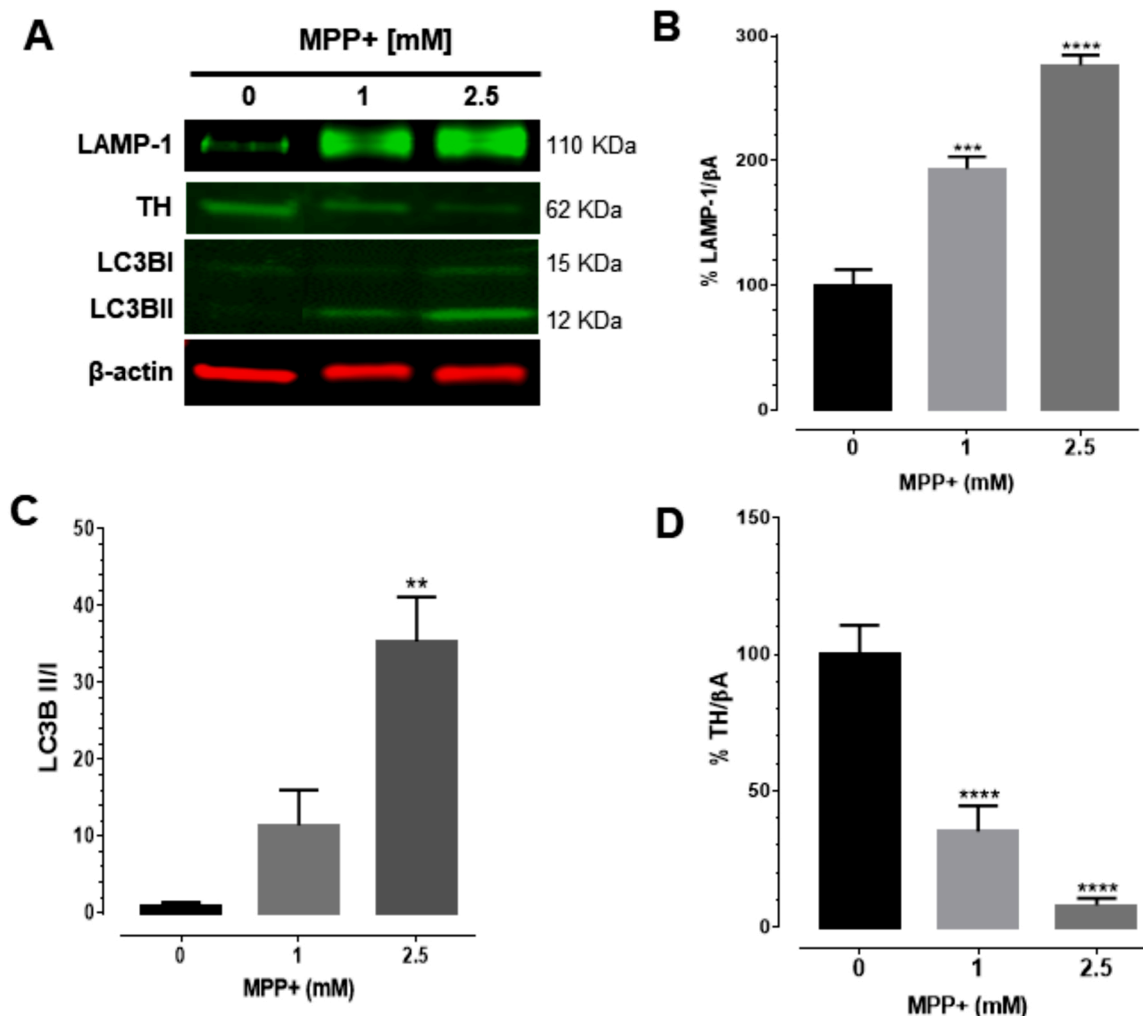 A
MPP+ [mM]
0 1 2.5
LAMP-1 110 KDa
TH 62 KDa
LC3BI 15 KDa
LC3BII 12 KDa
β-actin
B
300
200
100
0
% LAMP-1/βA
***
****
0 1 2.5
MPP+ (mM)
C
50
40
30
20
10
0
LC3B II/I
**
0 1 2.5
MPP+ (mM)
D
150
100
50
0
% TH/βA
****
****
0 1 2.5
MPP+ (mM)